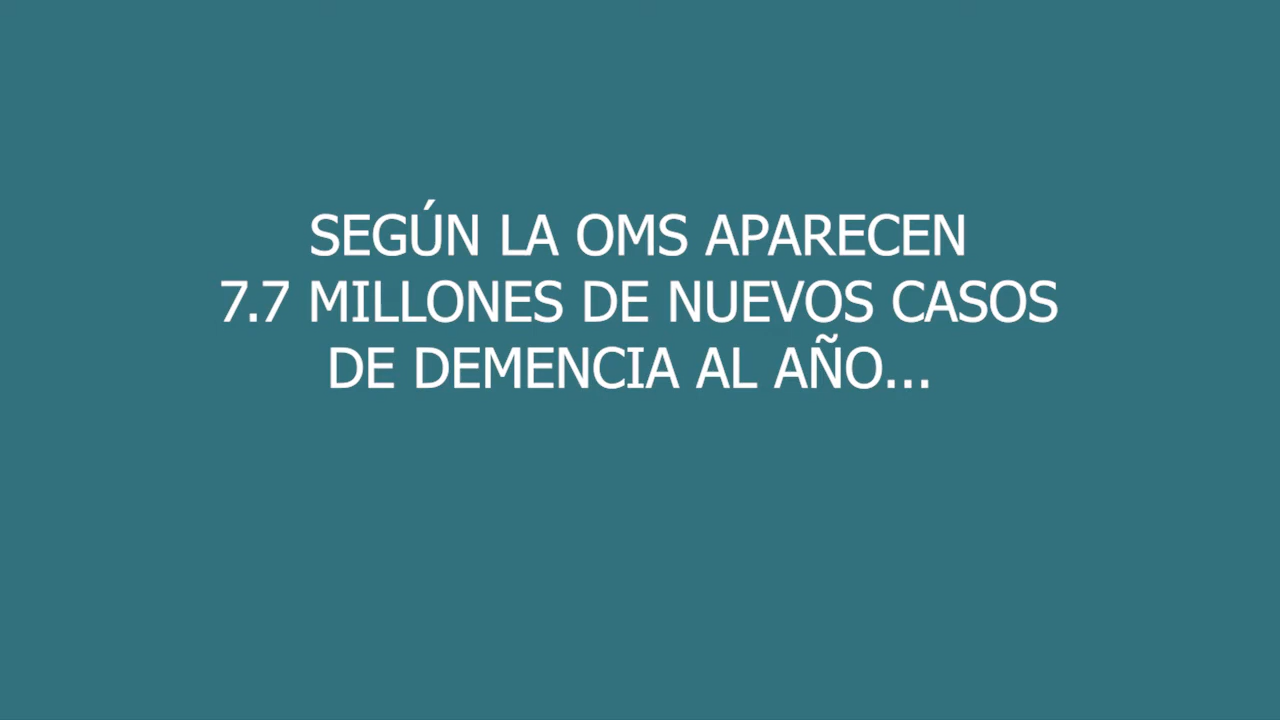 SEGÚN LA OMS APARECEN
7.7 MILLONES DE NUEVOS CASOS
DE DEMENCIA AL AÑO...